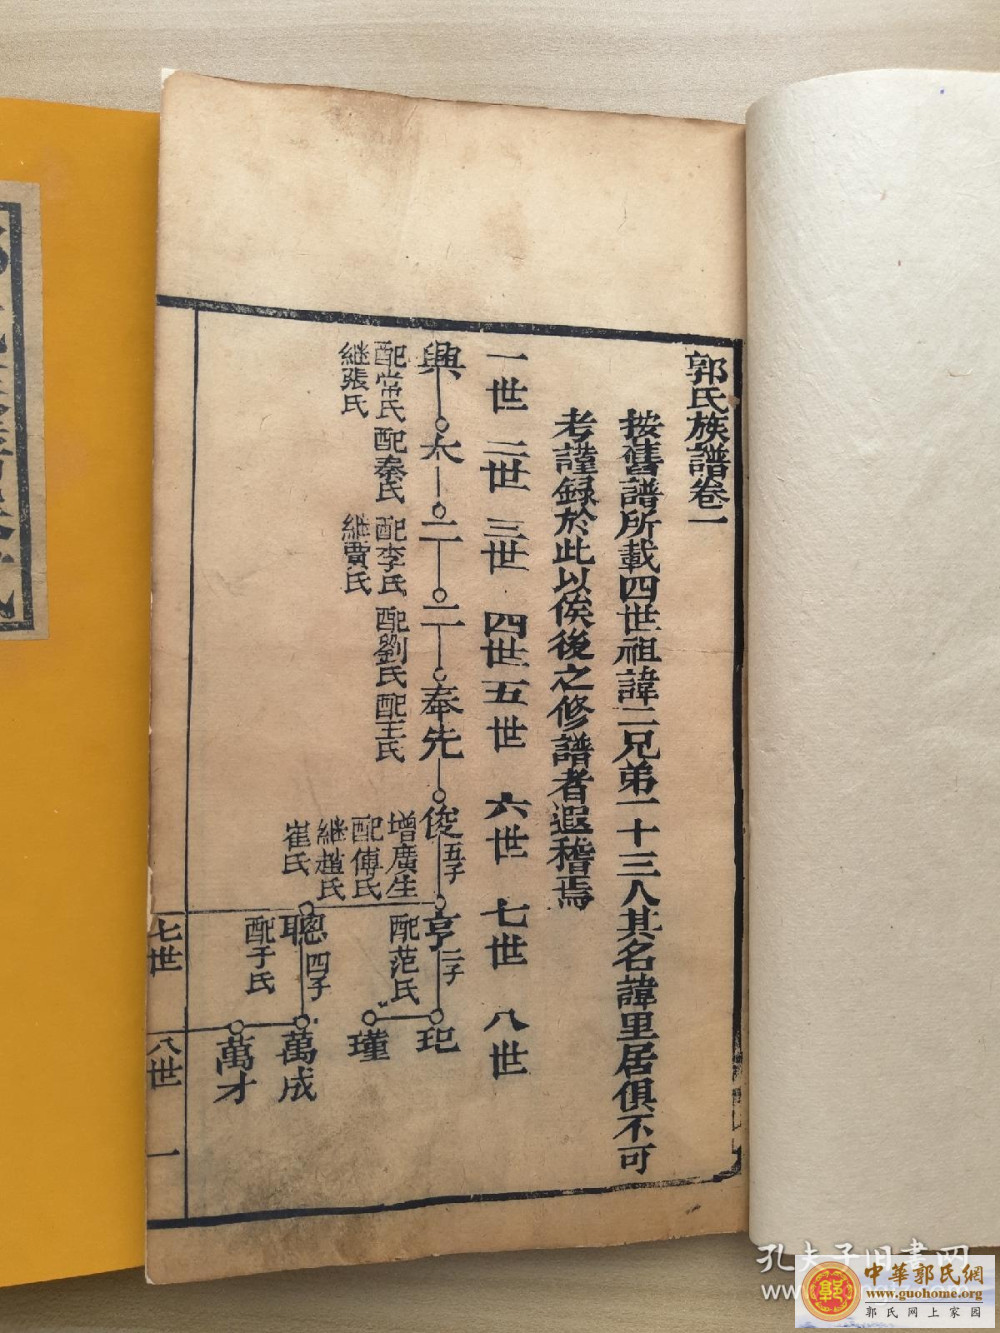 郭氏族譜卷一
按舊譜所載四世祖諱二兄弟一十三人其名諱里居俱不可
考謹録於此以俟後之修譜者遐稽焉
一世 二世 三世 四世 五世 六世 七世 八世
興 太 二 二 奉先 俊 亨 玘
五子
二子
配常氏
継張氏
配秦氏
配李氏
継費氏
配劉氏
配王氏
增廣生
配傅氏
継趙氏
崔氏
配范氏
瑾
聰
四子
配于氏
萬成
萬才
七世
八世
一
孔夫子旧书网
中華郭氏網
www.guohome.org
郭氏网上家园